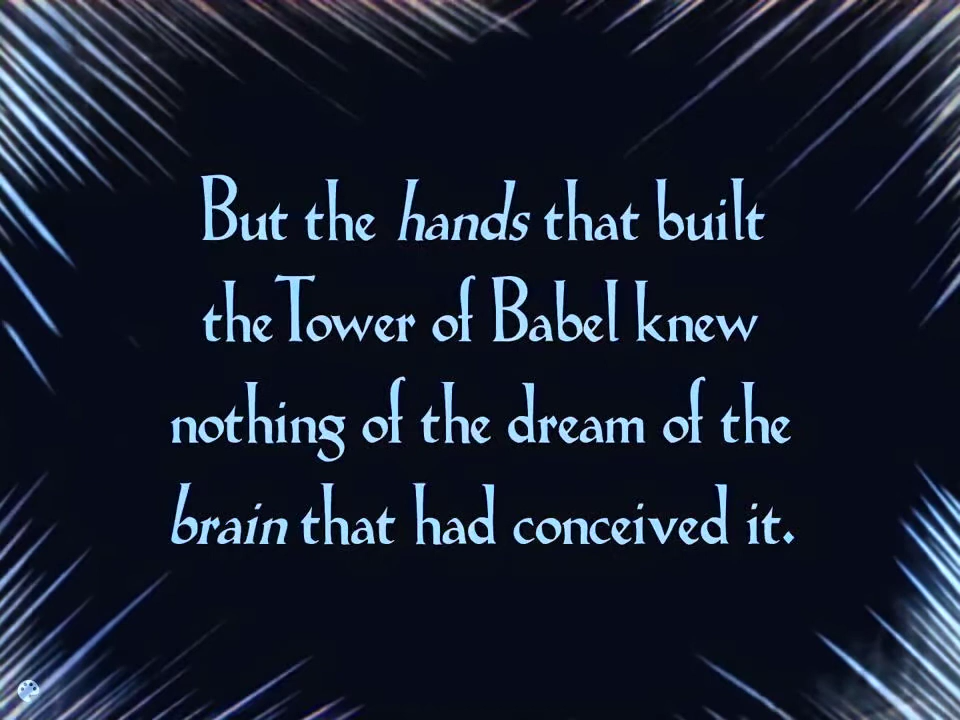 But the hands that built
the Tower of Babel knew
nothing of the dream of the
brain that had conceived it.